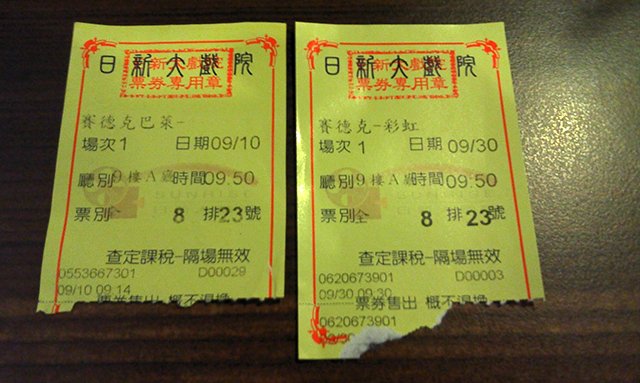 日新大戲院
新大戲院
票券專用章
賽德克巴萊-
場次1 日期09/10
廳別9樓A廳時間09:50
票別全 8 排23號
查定課稅-隔場無效
0553667301 D00029
09/10 09.14
票券售出 概不退換
日新大戲院
新大戲院
票券專用章
賽德克-彩虹
場次1 日期09/30
廳別9樓A廳時間09:50
票別全 8 排23號
查定課稅-隔場無效
0620673901 D00003
09/30 09.30
票券售出 概不退換
0620673901